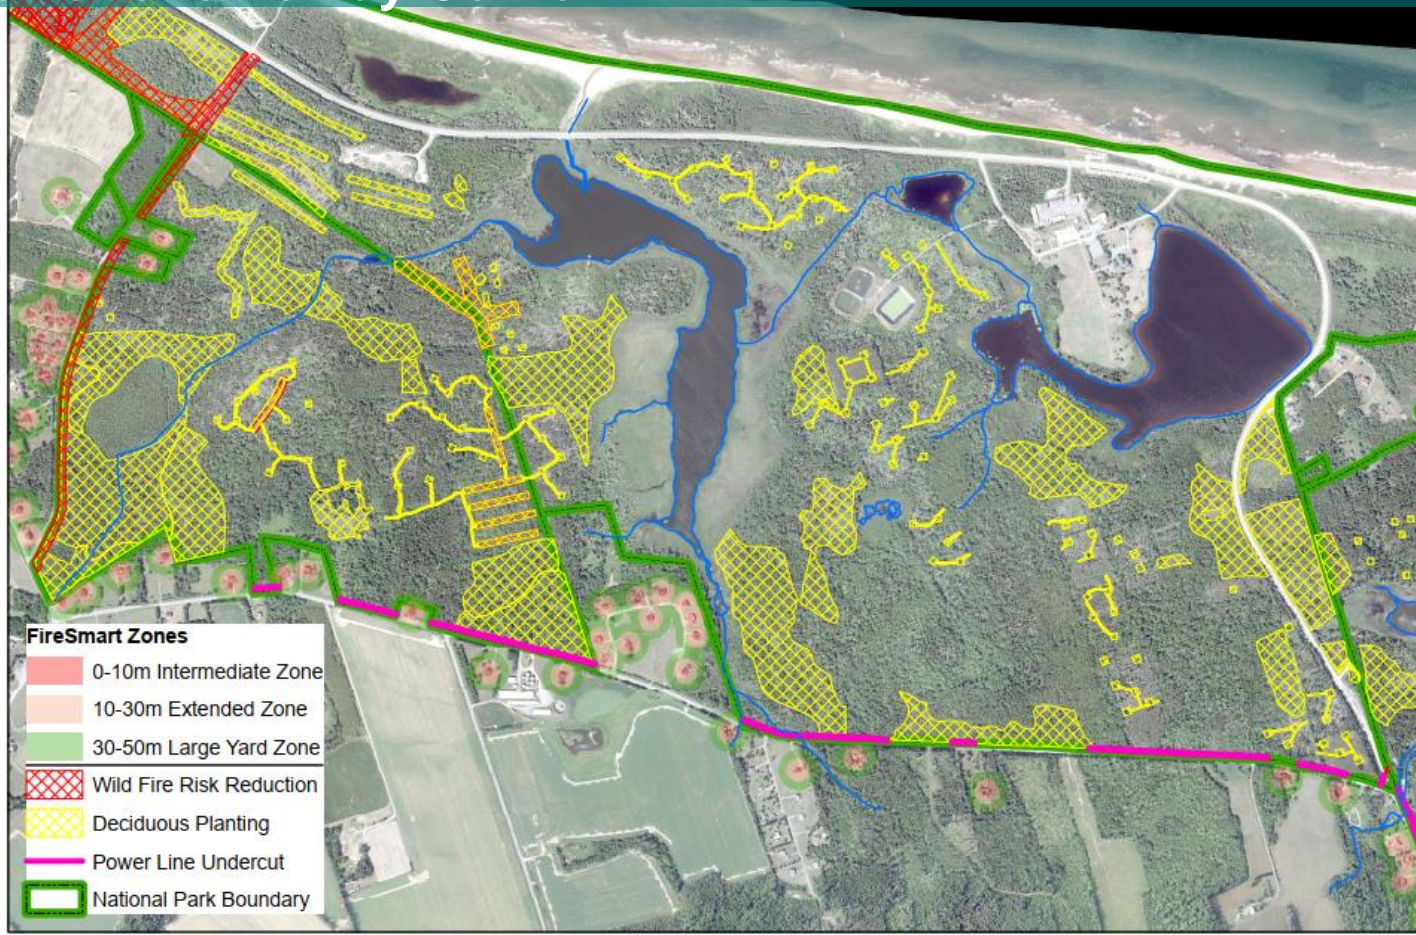 FireSmart Zones
0-10m Intermediate Zone
10-30m Extended Zone
30-50m Large Yard Zone
Wild Fire Risk Reduction
Deciduous Planting
Power Line Undercut
National Park Boundary